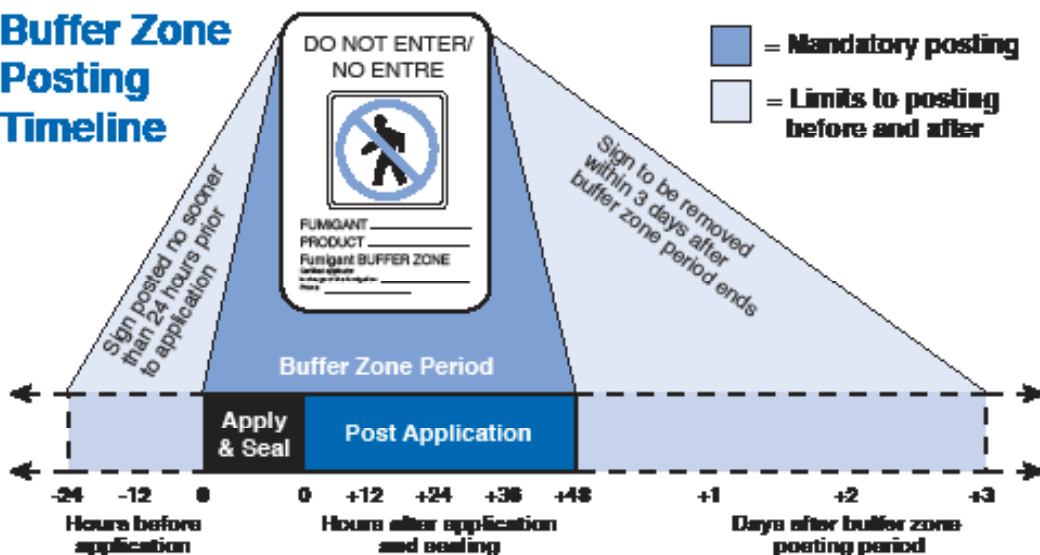 Buffer Zone
Posting
Timeline
DO NOT ENTER/
NO ENTRE
FUMIGANT
PRODUCT
Fumigant BUFFER ZONE
= Mandatory posting
= Limits to posting
before and after
Sign posted no sooner
than 24 hours prior
to application
Sign to be removed
within 3 days after
buffer zone period ends
Buffer Zone Period
Apply
& Seal
Post Application
-24 -12 0 0 +12 +24 +36 +48 +1 +2 +3
Hours before
application
Hours after application
and sealing
Days after buffer zone
posting period